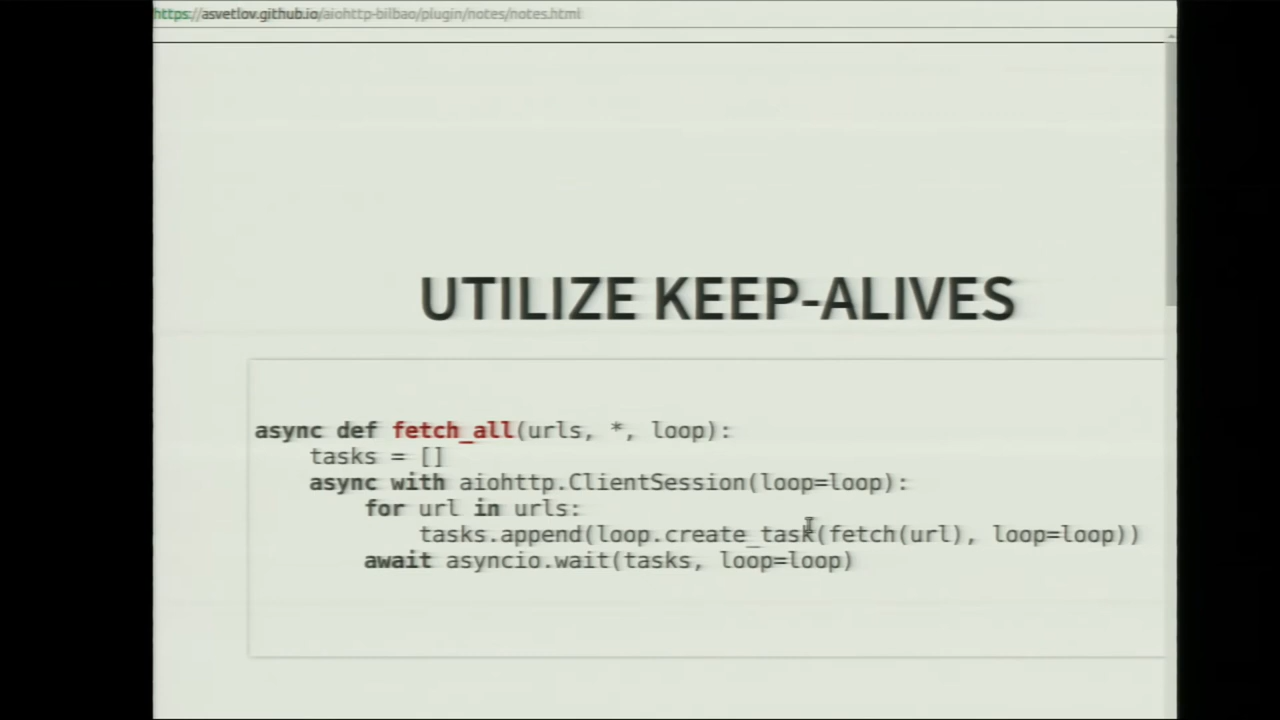 https://asvetlov.github.io/aiohttp-bilbao/plugin/notes/notes.html
UTILIZE KEEP-ALIVES
async def fetch_all(urls, *, loop):
    tasks = []
    async with aiohttp.ClientSession(loop=loop):
        for url in urls:
            tasks.append(loop.create_task(fetch(url), loop=loop))
        await asyncio.wait(tasks, loop=loop)